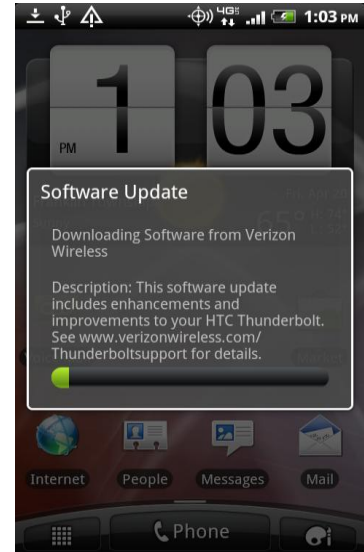 4G
1:03 PM
1
03
PM
Software Update
Downloading Software from Verizon
Wireless
Description: This software update
includes enhancements and
improvements to your HTC Thunderbolt.
See www.verizonwireless.com/
Thunderboltsupport for details.
Internet
People
Messages
Mail
Phone